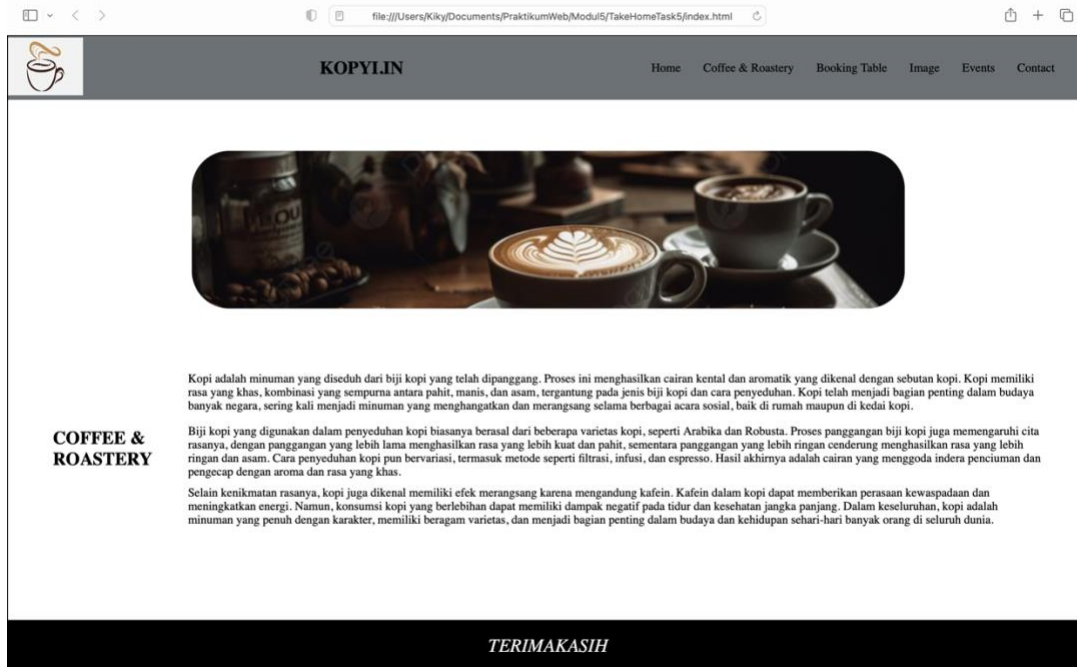 file:///Users/Kiky/Documents/PraktikumWeb/Modul5/TakeHomeTask5/index.html
KOPYI.IN
Home
Coffee & Roastery
Booking Table
Image
Events
Contact
Kopi adalah minuman yang diseduh dari biji kopi yang telah dipanggang. Proses ini menghasilkan cairan kental dan aromatik yang dikenal dengan sebutan kopi. Kopi memiliki
rasa yang khas, kombinasi yang sempurna antara pahit, manis, dan asam, tergantung pada jenis biji kopi dan cara penyeduhan. Kopi telah menjadi bagian penting dalam budaya
banyak negara, sering kali menjadi minuman yang menghangatkan dan merangsang selama berbagai acara sosial, baik di rumah maupun di kedai kopi.
COFFEE &
ROASTERY
Biji kopi yang digunakan dalam penyeduhan kopi biasanya berasal dari beberapa varietas kopi, seperti Arabika dan Robusta. Proses panggangan biji kopi juga memengaruhi cita
rasanya, dengan panggangan yang lebih lama menghasilkan rasa yang lebih kuat dan pahit, sementara panggangan yang lebih ringan cenderung menghasilkan rasa yang lebih
ringan dan asam. Cara penyeduhan kopi pun bervariasi, termasuk metode seperti filtrasi, infusi, dan espresso. Hasil akhirnya adalah cairan yang menggoda indera penciuman dan
pengecap dengan aroma dan rasa yang khas.
Selain kenikmatan rasanya, kopi juga dikenal memiliki efek merangsang karena mengandung kafein. Kafein dalam kopi dapat memberikan perasaan kewaspadaan dan
meningkatkan energi. Namun, konsumsi kopi yang berlebihan dapat memiliki dampak negatif pada tidur dan kesehatan jangka panjang. Dalam keseluruhan, kopi adalah
minuman yang penuh dengan karakter, memiliki beragam varietas, dan menjadi bagian penting dalam budaya dan kehidupan sehari-hari banyak orang di seluruh dunia.
TERIMAKASIH